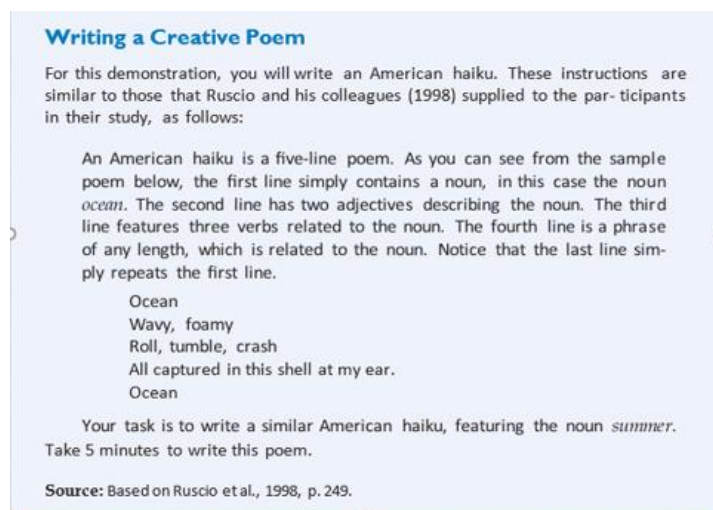 Writing a Creative Poem
For this demonstration, you will write an American haiku. These instructions are
similar to those that Ruscio and his colleagues (1998) supplied to the par- ticipants
in their study, as follows:
An American haiku is a five-line poem. As you can see from the sample
poem below, the first line simply contains a noun, in this case the noun
ocean. The second line has two adjectives describing the noun. The third
line features three verbs related to the noun. The fourth line is a phrase
of any length, which is related to the noun. Notice that the last line sim-
ply repeats the first line.
Ocean
Wavy, foamy
Roll, tumble, crash
All captured in this shell at my ear.
Ocean
Your task is to write a similar American haiku, featuring the noun summer.
Take 5 minutes to write this poem.
Source: Based on Ruscio et al., 1998, p. 249.